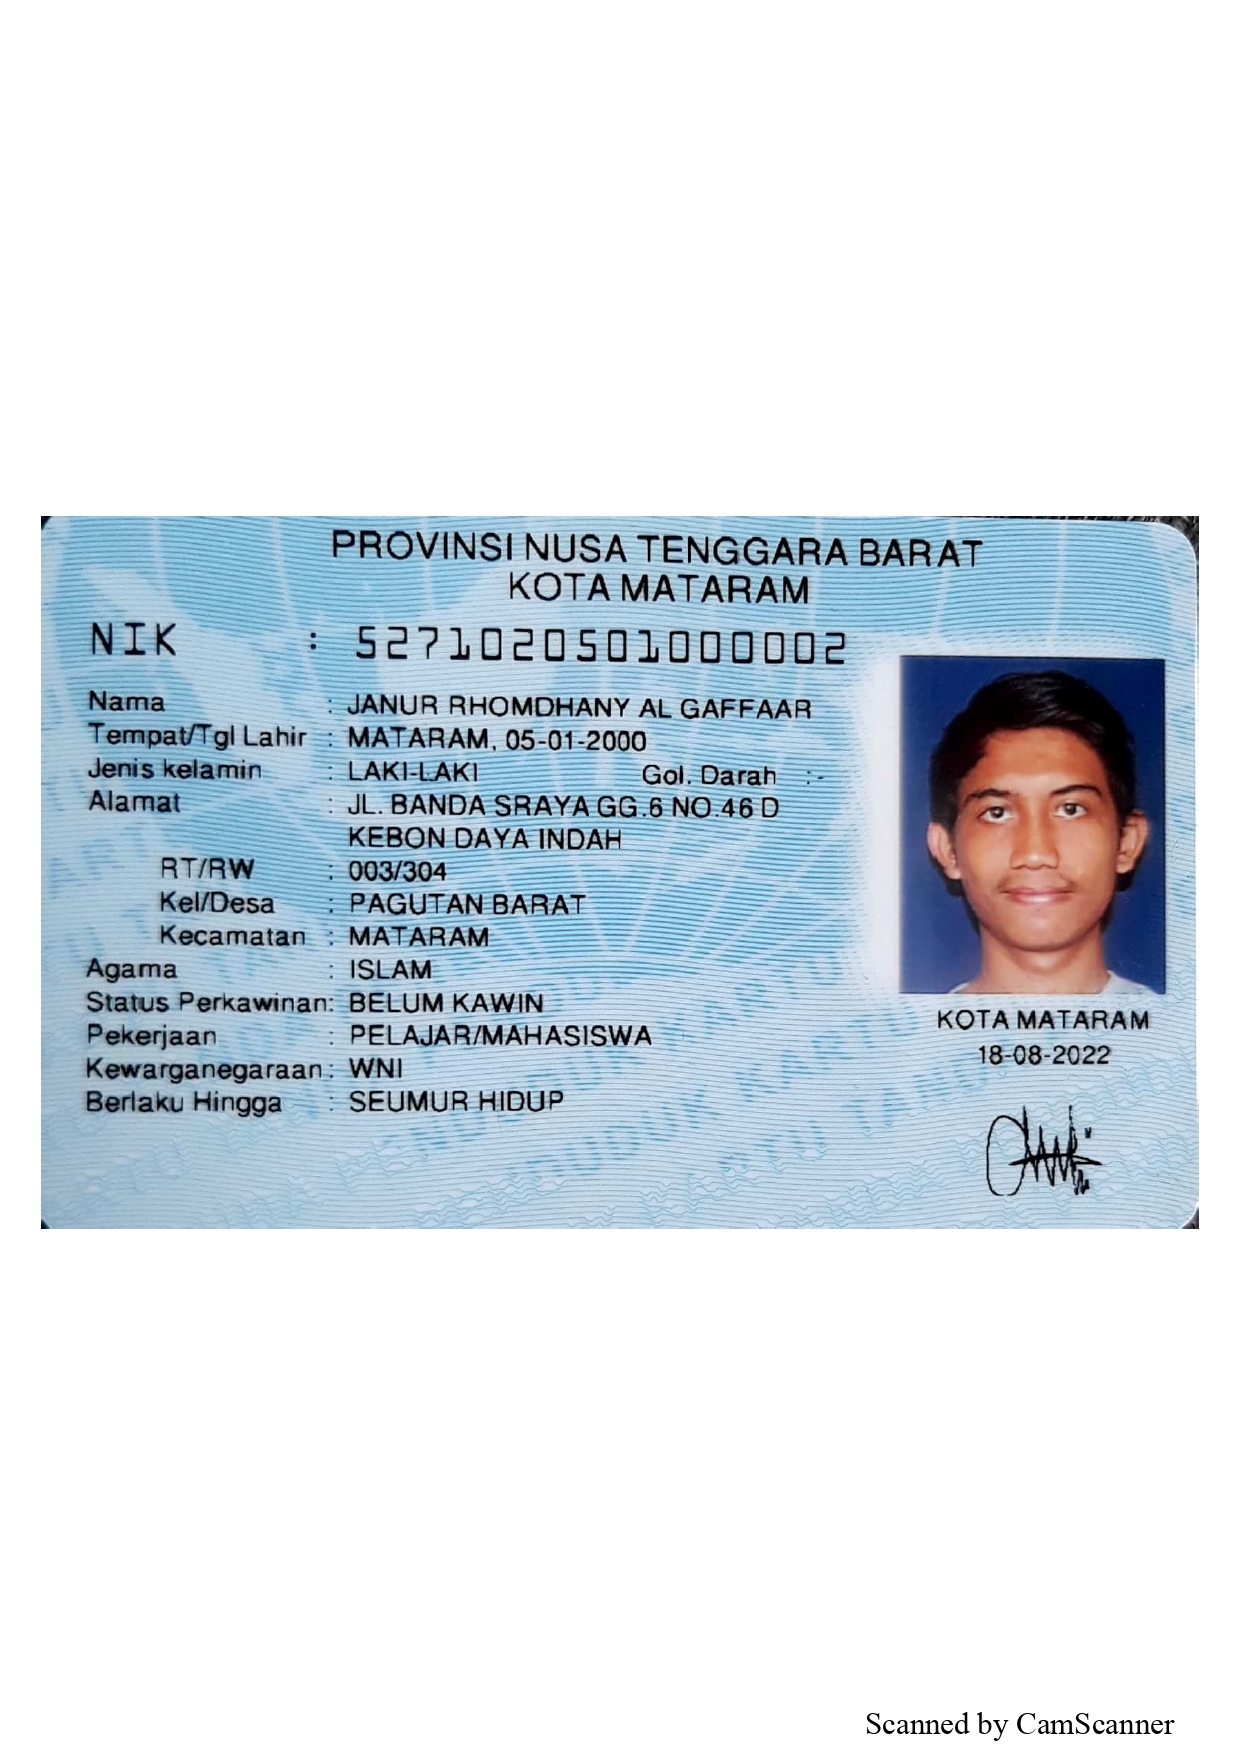 PROVINSI NUSA TENGGARA BARAT
KOTA MATARAM
NIK : 5271020501000002
Nama : JANUR RHOMDHANY AL GAFFAAR
Tempat/Tgl Lahir : MATARAM, 05-01-2000
Jenis kelamin : LAKI-LAKI Gol. Darah :-
Alamat : JL. BANDA SRAYA GG.6 NO.46 D
KEBON DAYA INDAH
RT/RW : 003/304
Kel/Desa : PAGUTAN BARAT
Kecamatan : MATARAM
Agama : ISLAM
Status Perkawinan: BELUM KAWIN
Pekerjaan : PELAJAR/MAHASISWA
Kewarganegaraan: WNI
Berlaku Hingga : SEUMUR HIDUP
KOTA MATARAM
18-08-2022
Scanned by CamScanner